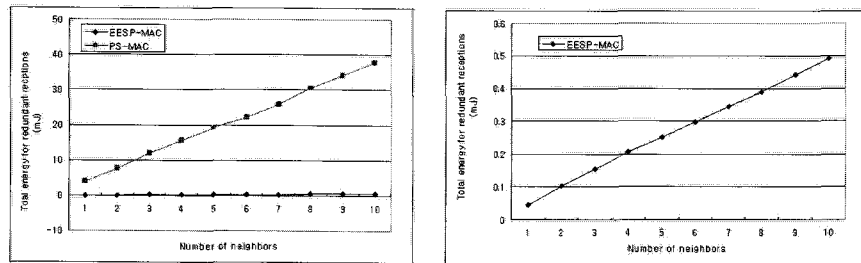 50
40
30
20
10
0
-10
Total energy for redundant receptions
(mJ)
EESP-MAC
PS-MAC
1 2 3 4 5 6 7 8 9 10
Number of neighbors
0.6
0.5
0.4
0.3
0.2
0.1
0
Total energy for redundant receptions
(mJ)
EESP-MAC
1 2 3 4 5 6 7 8 9 10
Number of neighbors